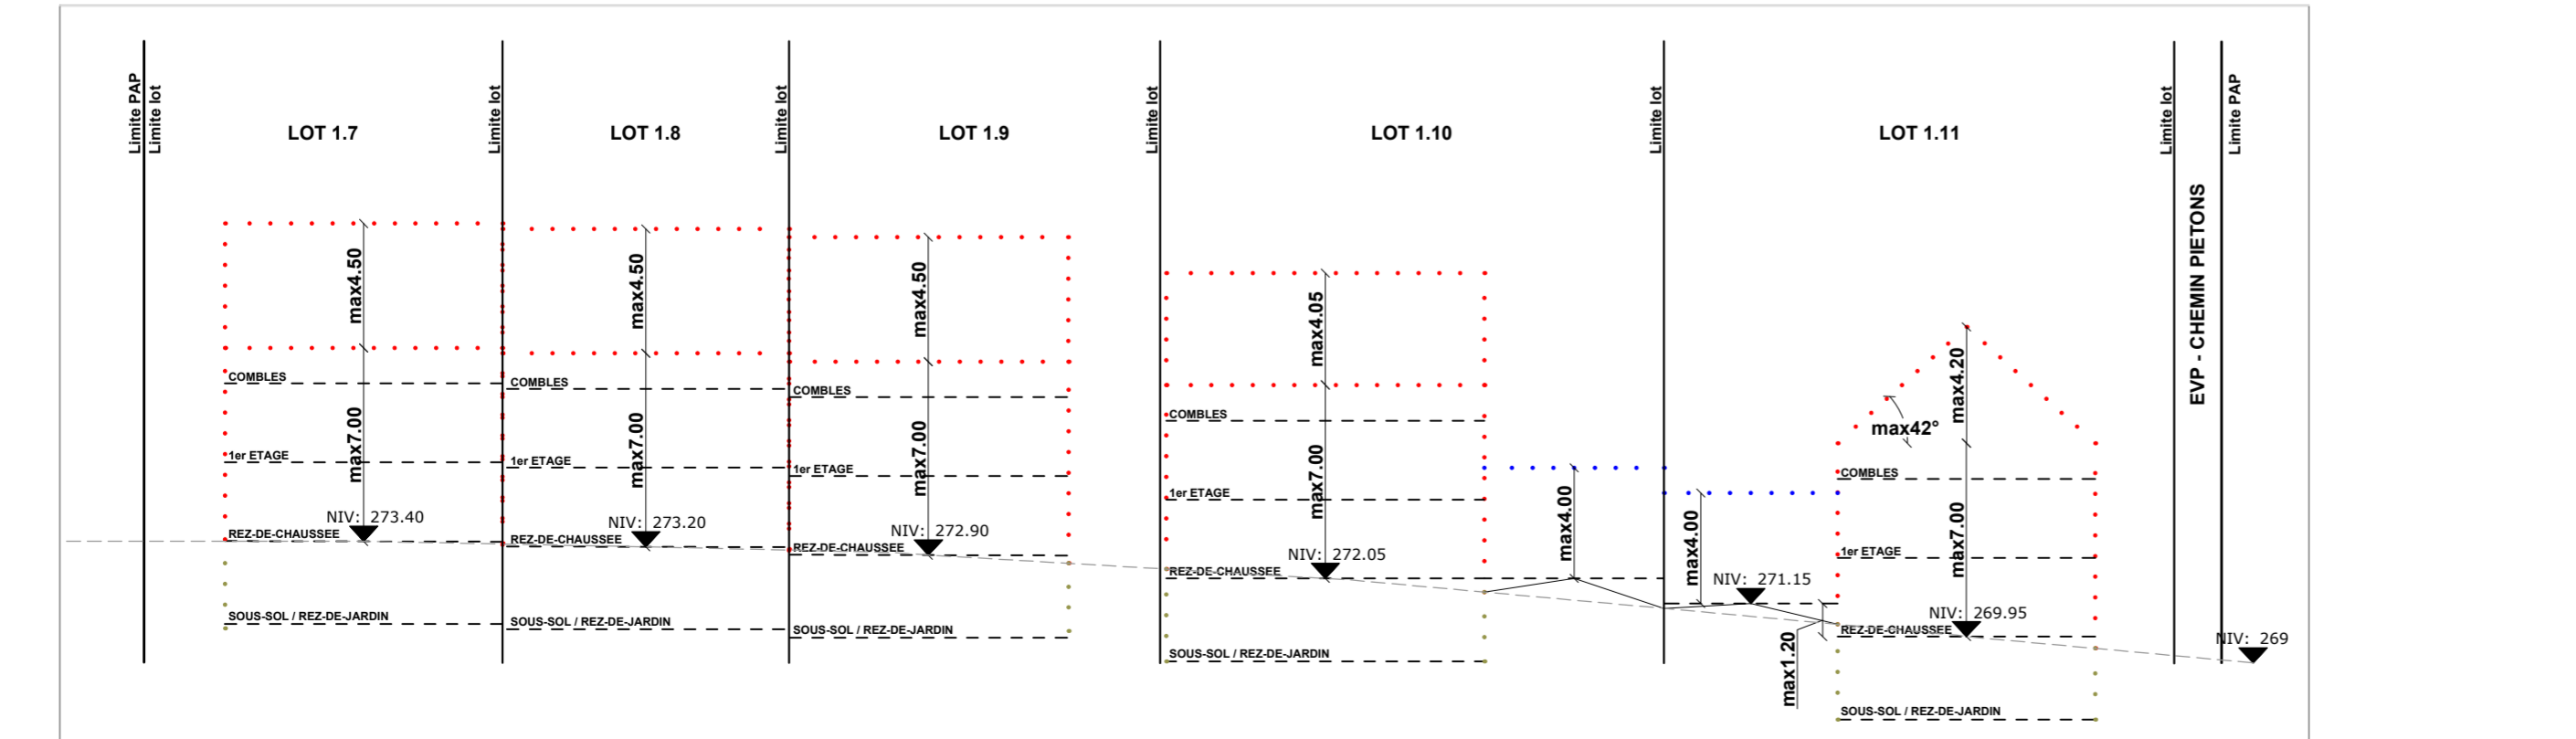 Limite PAP
Limite lot
LOT 1.7
Limite lot
LOT 1.8
Limite lot
LOT 1.9
Limite lot
LOT 1.10
Limite lot
LOT 1.11
Limite lot
EVP - CHEMIN PIETONS
Limite PAP
max4.50
COMBLES
max7.00
1er ETAGE
NIV: 273.40
REZ-DE-CHAUSSEE
SOUS-SOL / REZ-DE-JARDIN
max4.50
COMBLES
max7.00
1er ETAGE
NIV: 273.20
REZ-DE-CHAUSSEE
SOUS-SOL / REZ-DE-JARDIN
max4.50
COMBLES
max7.00
1er ETAGE
NIV: 272.90
REZ-DE-CHAUSSEE
SOUS-SOL / REZ-DE-JARDIN
max4.05
COMBLES
max7.00
1er ETAGE
NIV: 272.05
REZ-DE-CHAUSSEE
SOUS-SOL / REZ-DE-JARDIN
max4.00
max4.00
NIV: 271.15
max1.20
max4.20
max42°
COMBLES
max7.00
1er ETAGE
NIV: 269.95
REZ-DE-CHAUSSEE
SOUS-SOL / REZ-DE-JARDIN
NIV: 269